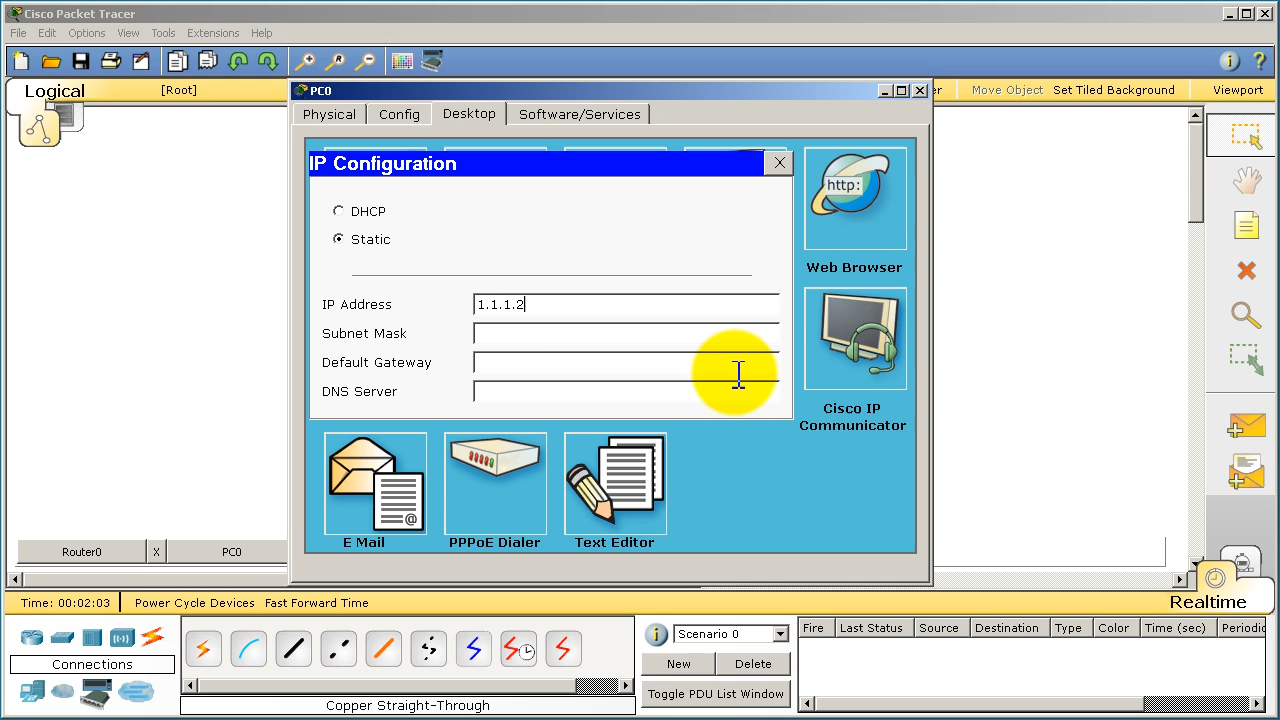 Cisco Packet Tracer
File Edit Options View Tools Extensions Help
Logical
[Root]
Move Object
Set Tiled Background
Viewport
PC0
Physical
Config
Desktop
Software/Services
IP Configuration
http:
DHCP
Static
Web Browser
IP Address
1.1.1.2
Subnet Mask
Default Gateway
DNS Server
Cisco IP
Communicator
@
E Mail
PPPoE Dialer
Text Editor
Router0
X
PC0
Time: 00:02:03
Power Cycle Devices Fast Forward Time
Realtime
Scenario 0
Fire
Last Status
Source
Destination
Type
Color
Time (sec)
Connections
New
Delete
Toggle PDU List Window
Copper Straight-Through